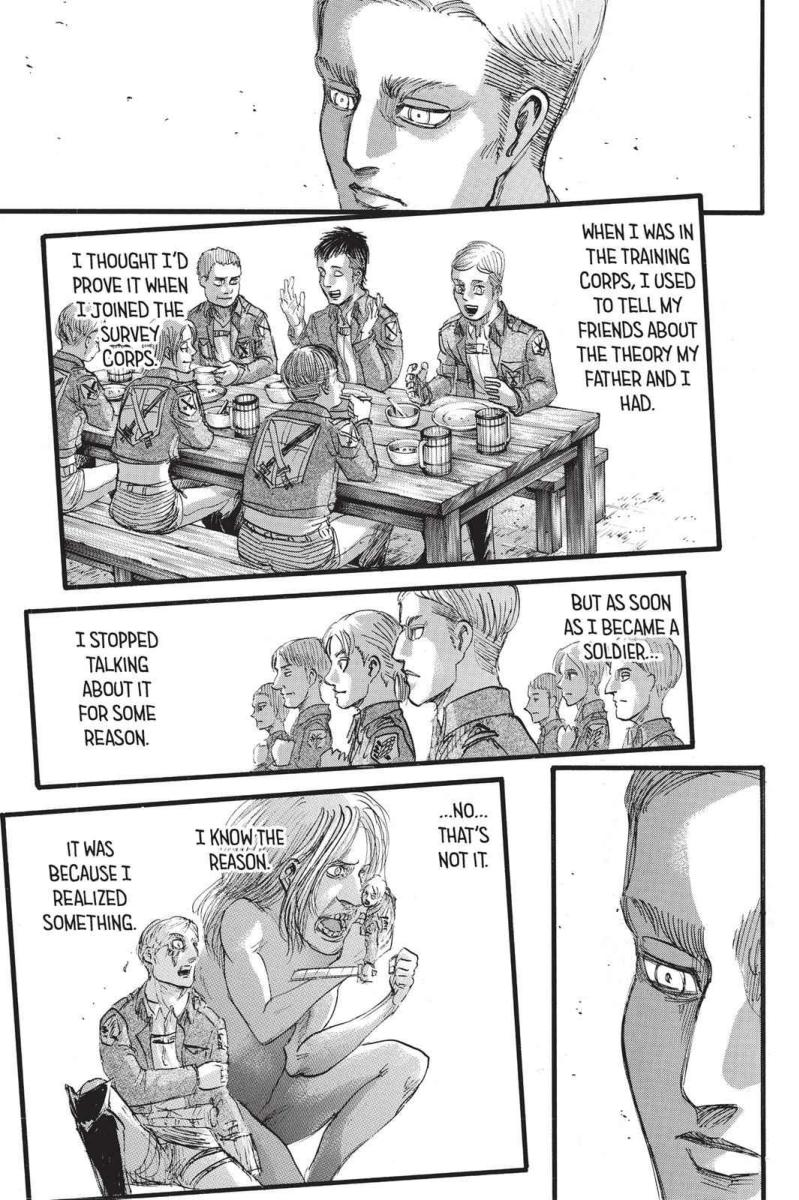 WHEN I WAS IN
THE TRAINING
CORPS, I USED
TO TELL MY
FRIENDS ABOUT
THE THEORY MY
FATHER AND I
HAD.
I THOUGHT I'D
PROVE IT WHEN
I JOINED THE
SURVEY
CORPS.
BUT AS SOON
AS I BECAME A
SOLDIER...
I STOPPED
TALKING
ABOUT IT
FOR SOME
REASON.
...NO...
THAT'S
NOT IT.
I KNOW THE
REASON.
IT WAS
BECAUSE I
REALIZED
SOMETHING.